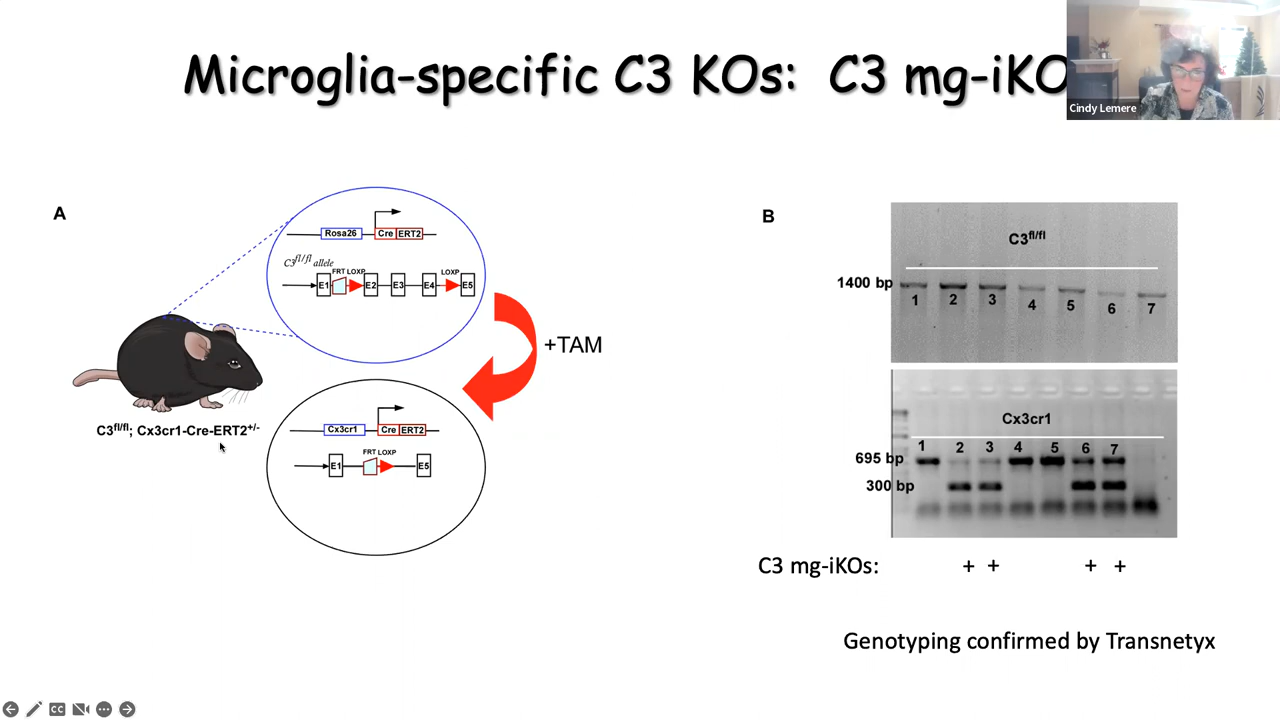 Microglia-specific C3 KOs: C3 mg-iKO
Cindy Lemere
A
Rosa26
Cre
ERT2
C3fl/fl allele
FRT LOXP
LOXP
E1
E2
E3
E4
E5
+TAM
C3fl/fl; Cx3cr1-Cre-ERT2+/-
Cx3cr1
Cre
ERT2
FRT LOXP
E1
E5
B
C3fl/fl
1400 bp
1 2 3 4 5 6 7
Cx3cr1
1 2 3 4 5 6 7
695 bp
300 bp
C3 mg-iKOs: + + + +
Genotyping confirmed by Transnetyx
CC